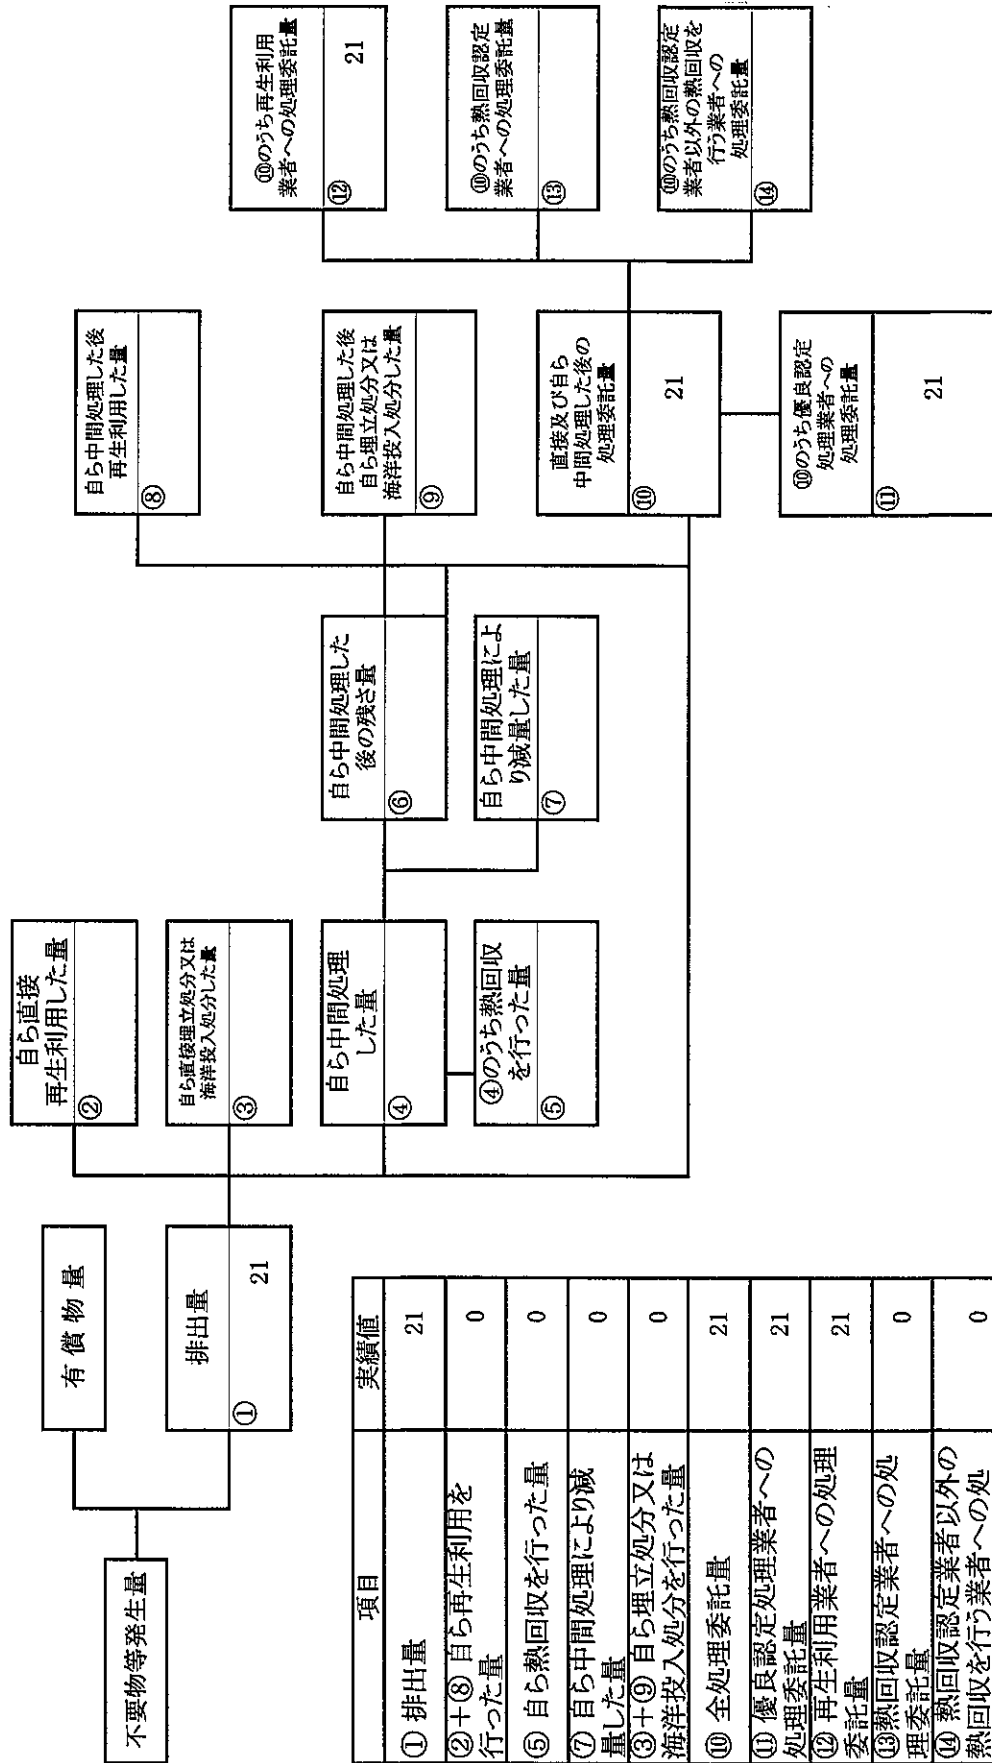 不要物等発生量
有 償 物 量
排出量
①
21
自ら直接
再生利用した量
②
自ら直接埋立処分又は
海洋投入処分した量
③
自ら中間処理
した量
④
④のうち熱回収
を行った量
⑤
自ら中間処理した
後の残さ量
⑥
自ら中間処理によ
り減量した量
⑦
自ら中間処理した後
再生利用した量
⑧
自ら中間処理した後
自ら埋立処分又は
海洋投入処分した量
⑨
直接及び自ら
中間処理した後の
処理委託量
⑩
21
⑩のうち優良認定
処理業者への
処理委託量
⑪
21
⑩のうち再生利用
業者への処理委託量
⑫
21
⑩のうち熱回収認定
業者への処理委託量
⑬
⑩のうち熱回収認定
業者以外の熱回収を
行う業者への
処理委託量
⑭
項目 実績値
① 排出量 21
②+⑧ 自ら再生利用を
行った量 0
⑤ 自ら熱回収を行った量 0
⑦ 自ら中間処理により減
量した量 0
③+⑨ 自ら埋立処分又は
海洋投入処分を行った量 0
⑩ 全処理委託量 21
⑪ 優良認定処理業者への
処理委託量 21
⑫ 再生利用業者への処理
委託量 21
⑬熱回収認定業者への処
理委託量 0
⑭ 熱回収認定業者以外の
熱回収を行う業者への処 0